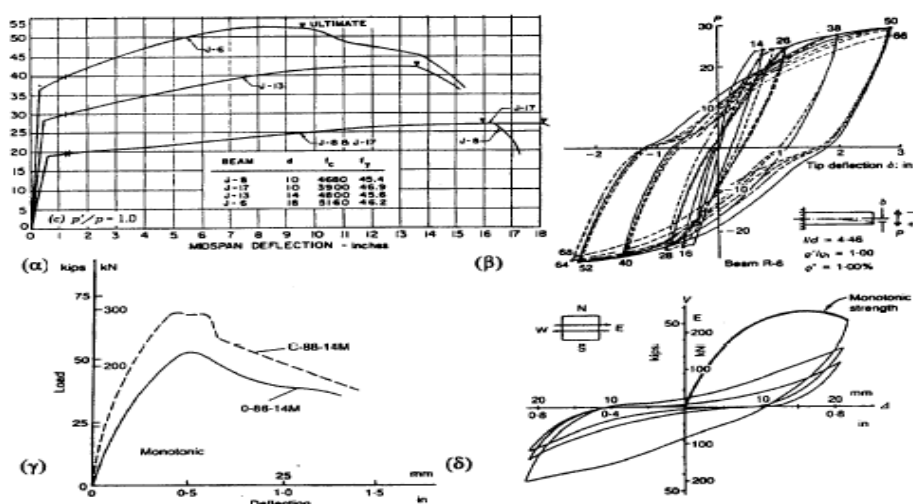 55
50
45
40
35
30
25
20
15
10
5
0
ULTIMATE
J-6
J-13
J-17
J-8
J-8 & J-17
BEAM d f'c fy
J-8 10 4680 45.4
J-17 10 3900 46.9
J-13 14 4800 45.8
J-6 18 5160 46.2
(c) p'/p = 1.0
0 1 2 3 4 5 6 7 8 9 10 11 12 13 14 15 16 17 18 in
MIDSPAN DEFLECTION - inches
(α)
P
30
20
10
14
26
38
50
66
-2 -1 1 2 3
Tip deflection δ: in
-10
-20
68
64
52
40
28
16
Beam R-6
δ
P
l/d = 4·46
ρ'/ρ₁ = 1·00
ρ" = 1·00%
(β)
kips kN
75
300
50
200
25
0
Load
C-88-14M
0-86-14M
Monotonic
25 mm
0·5 1·0 1·5 in
Deflection
(γ)
N
W E
S
V
E
50 200
kips
kN
100
Monotonic
strength
20 10 10 20 mm
0·8 0·4 0·8 in
Δ
100
50 200
(δ)